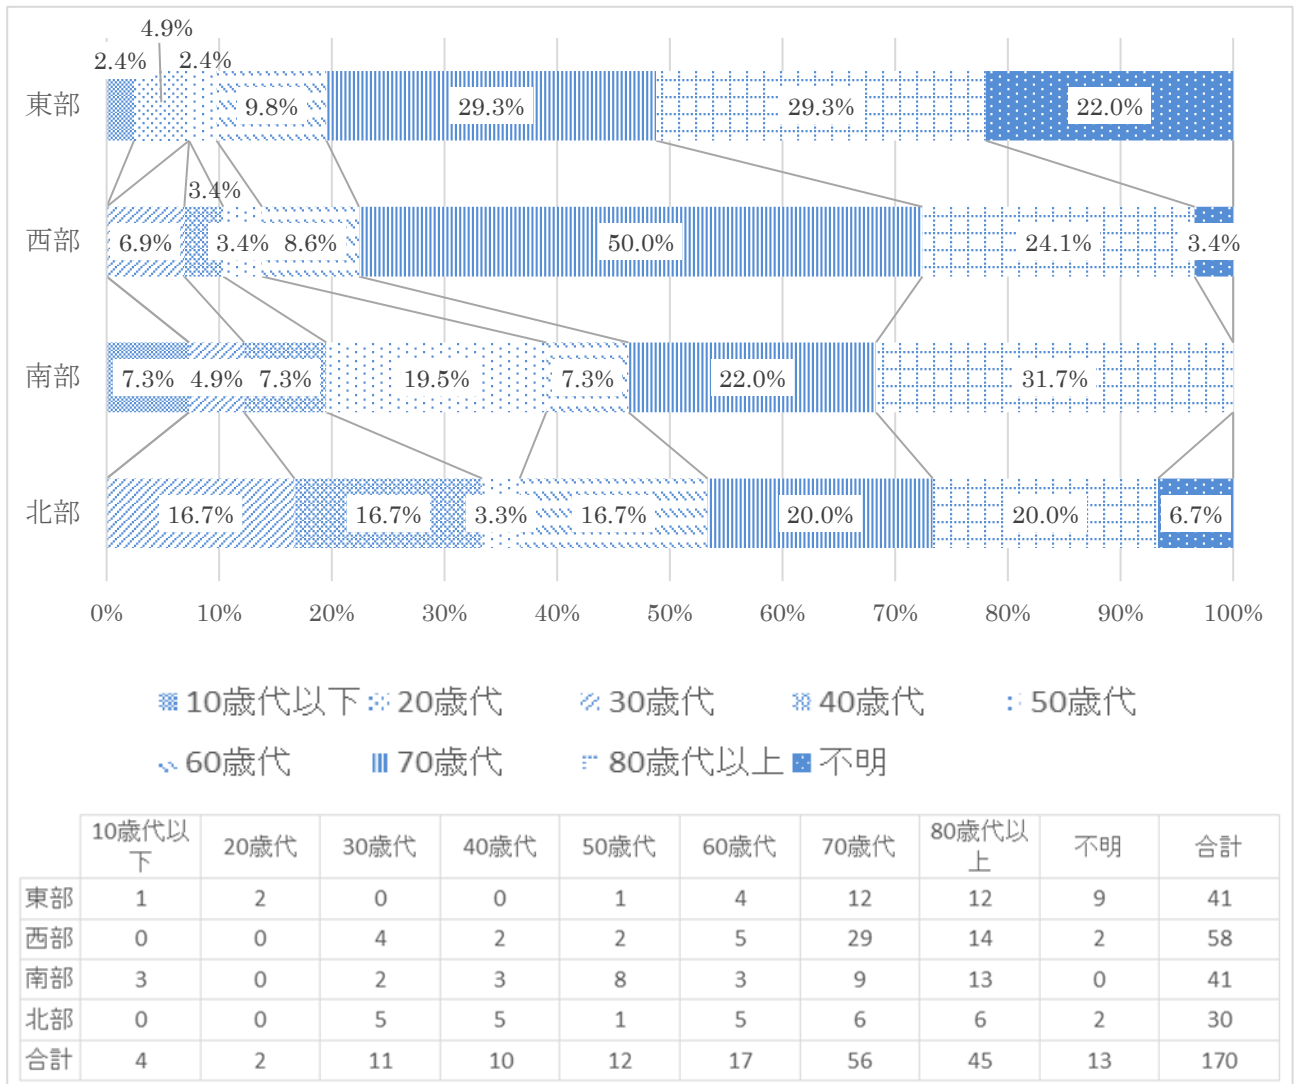 4.9%
2.4% 2.4%
東部 9.8% 29.3% 29.3% 22.0%
3.4%
西部 6.9% 3.4% 8.6% 50.0% 24.1% 3.4%
南部 7.3% 4.9% 7.3% 19.5% 7.3% 22.0% 31.7%
北部 16.7% 16.7% 3.3% 16.7% 20.0% 20.0% 6.7%
0% 10% 20% 30% 40% 50% 60% 70% 80% 90% 100%
10歳代以下 20歳代 30歳代 40歳代 50歳代
60歳代 70歳代 80歳代以上 不明
10歳代以下 20歳代 30歳代 40歳代 50歳代 60歳代 70歳代 80歳代以上 不明 合計
東部 1 2 0 0 1 4 12 12 9 41
西部 0 0 4 2 2 5 29 14 2 58
南部 3 0 2 3 8 3 9 13 0 41
北部 0 0 5 5 1 5 6 6 2 30
合計 4 2 11 10 12 17 56 45 13 170